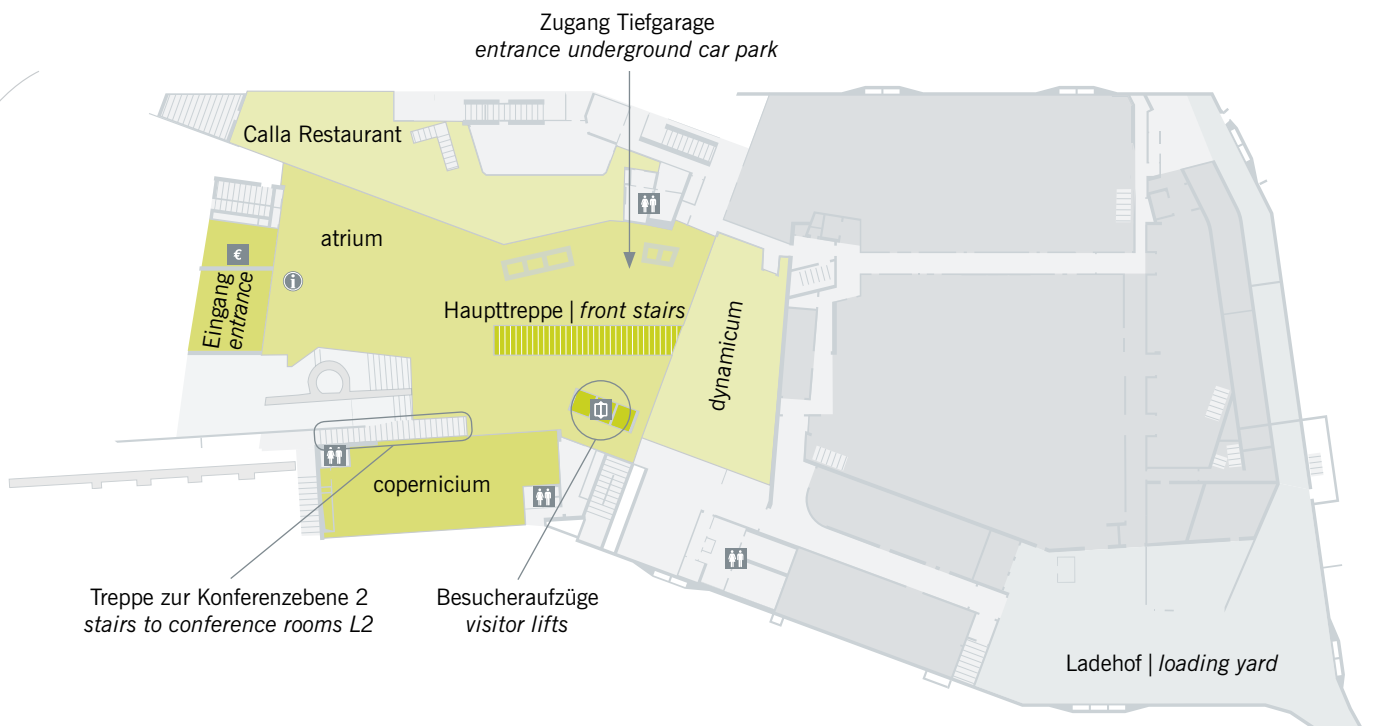 Zugang Tiefgarage
entrance underground car park
Calla Restaurant
atrium
€
i
Eingang
entrance
Haupttreppe | front stairs
dynamicum
copernicium
Treppe zur Konferenzebene 2
stairs to conference rooms L2
Besucheraufzüge
visitor lifts
Ladehof | loading yard